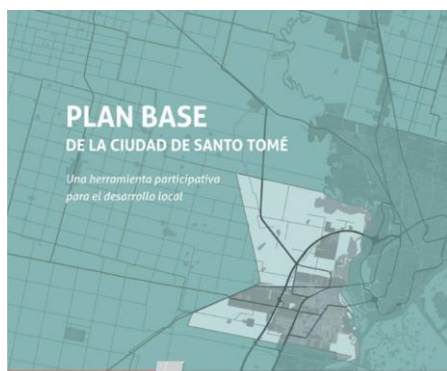 PLAN BASE
DE LA CIUDAD DE SANTO TOMÉ
Una herramienta participativa
para el desarrollo local